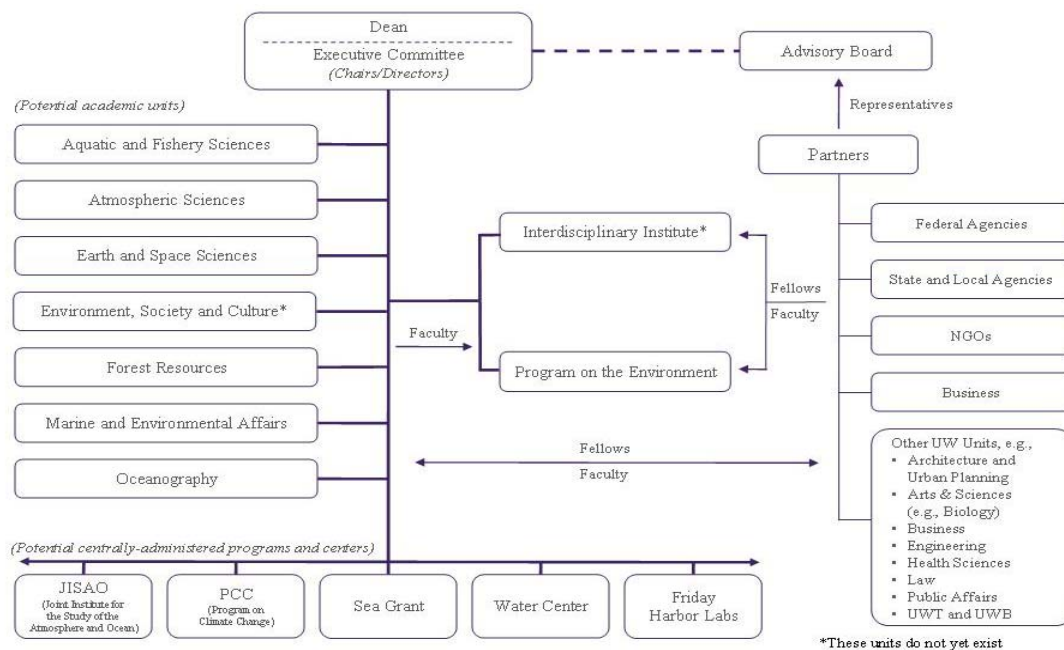 Dean
Executive Committee
(Chairs/Directors)
Advisory Board
Representatives
Partners
(Potential academic units)
Aquatic and Fishery Sciences
Atmospheric Sciences
Earth and Space Sciences
Environment, Society and Culture*
Forest Resources
Marine and Environmental Affairs
Oceanography
Faculty
Interdisciplinary Institute*
Program on the Environment
Fellows
Faculty
Fellows
Faculty
Federal Agencies
State and Local Agencies
NGOs
Business
Other UW Units, e.g.,
▪ Architecture and
Urban Planning
▪ Arts & Sciences
(e.g., Biology)
▪ Business
▪ Engineering
▪ Health Sciences
▪ Law
▪ Public Affairs
▪ UWT and UWB
(Potential centrally-administered programs and centers)
JISAO
(Joint Institute for
the Study of the
Atmosphere and Ocean)
PCC
(Program on
Climate Change)
Sea Grant
Water Center
Friday
Harbor Labs
*These units do not yet exist